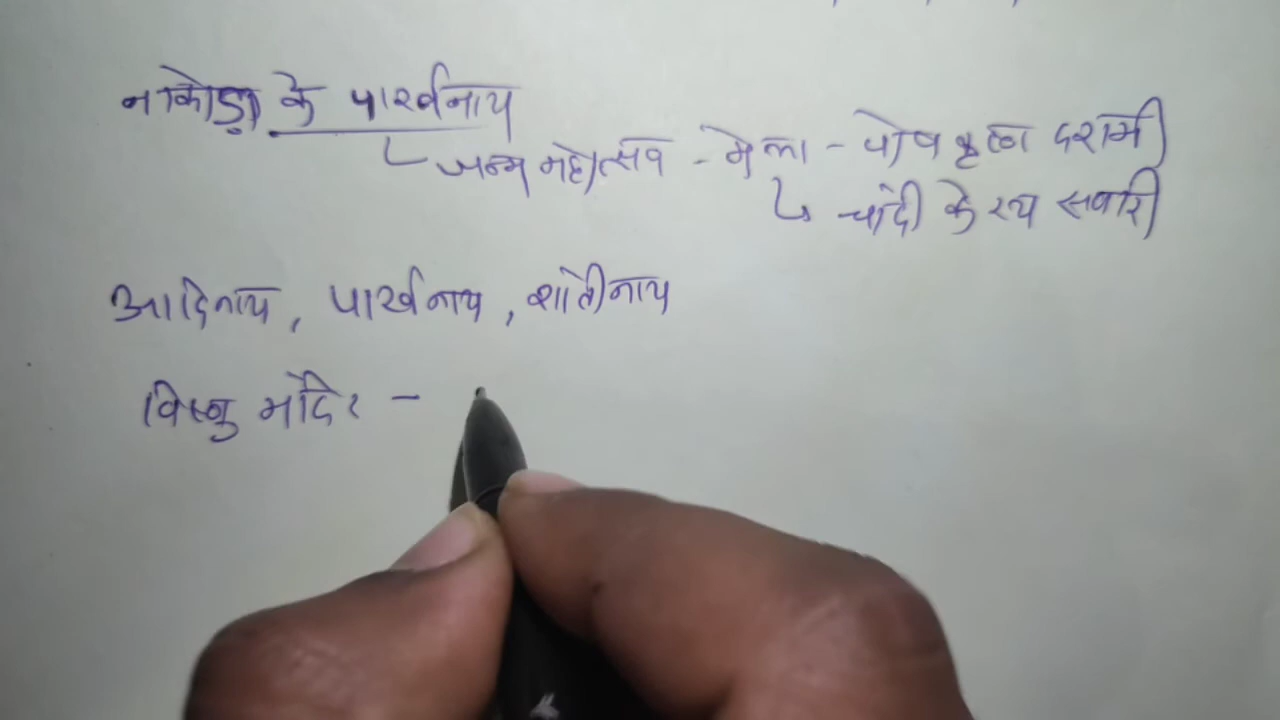 नाकोड़ा के पार्श्वनाथ
जन्म महोत्सव - मेला - पोष कृष्ण दशमी
चांदी के रथ सवारी
आदिनाथ, पार्श्वनाथ, शांतीनाथ
विष्नु मंदिर -